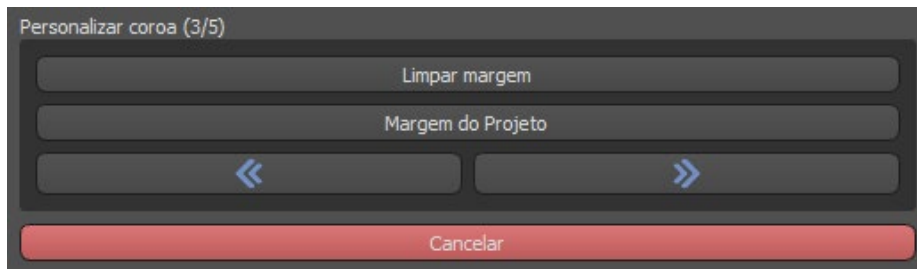 Personalizar coroa (3/5)
Limpar margem
Margem do Projeto
Cancelar